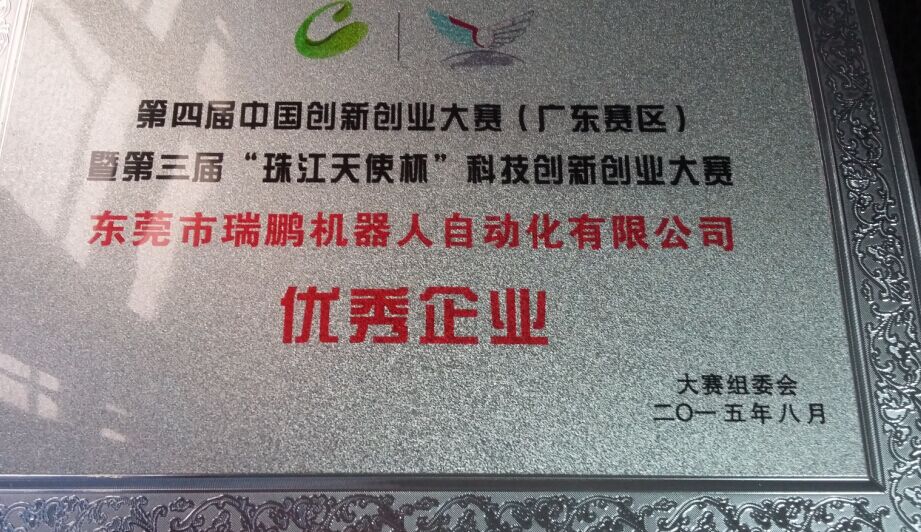 第四届中国创新创业大赛（广东赛区）
暨第三届“珠江天使杯”科技创新创业大赛
东莞市瑞鹏机器人自动化有限公司
优秀企业
大赛组委会
二〇一五年八月